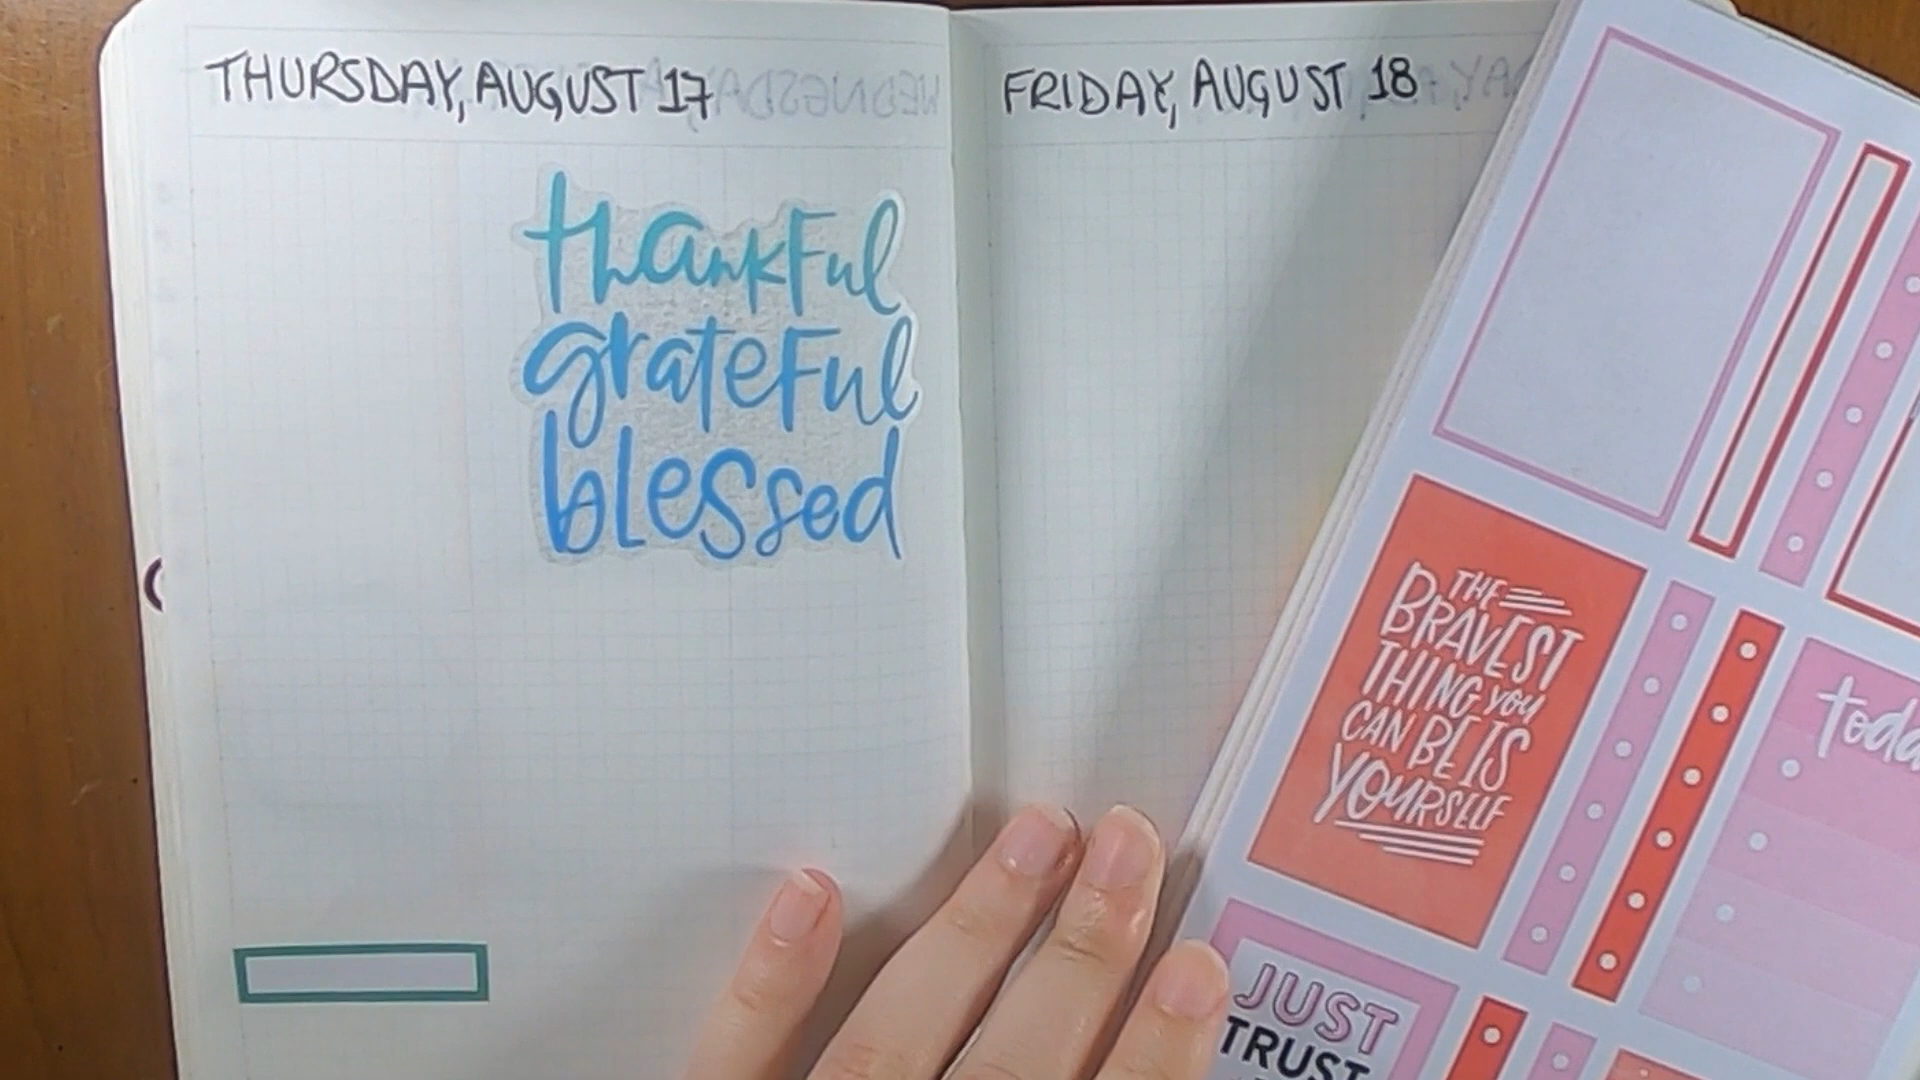 THURSDAY, AUGUST 17
thankful
grateful
blessed
FRIDAY, AUGUST 18
THE
BRAVEST
THING you
CAN BE IS
YOURSELF
JUST
TRUST